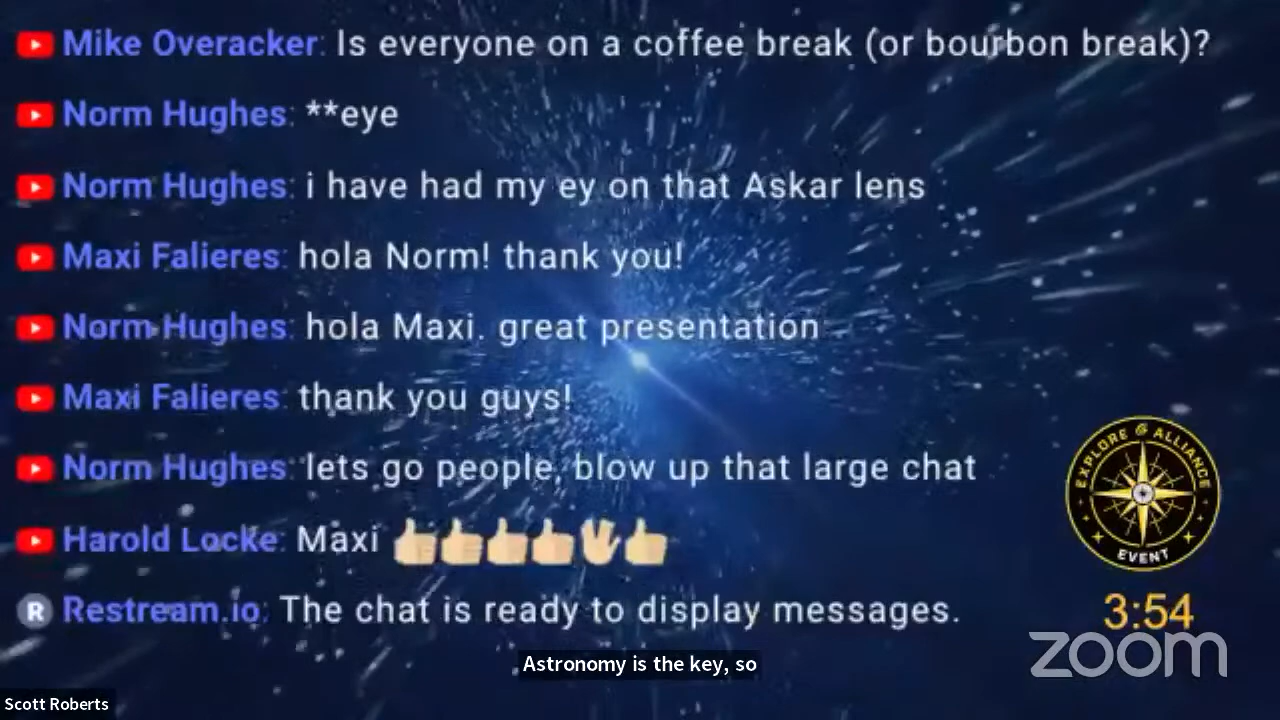 Mike Overacker: Is everyone on a coffee break (or bourbon break)?
Norm Hughes: **eye
Norm Hughes: i have had my ey on that Askar lens
Maxi Falieres: hola Norm! thank you!
Norm Hughes: hola Maxi. great presentation
Maxi Falieres: thank you guys!
Norm Hughes: lets go people, blow up that large chat
Harold Locke: Maxi 👍👍👍👍🖖👍
R Restream.io: The chat is ready to display messages.
EXPLORE ALLIANCE
EVENT
3:54
zoom
Astronomy is the key, so
Scott Roberts